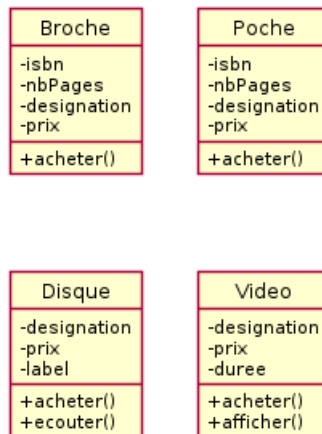 Broche
-isbn
-nbPages
-designation
-prix
+acheter()
Poche
-isbn
-nbPages
-designation
-prix
+acheter()
Disque
-designation
-prix
-label
+acheter()
+ecouter()
Video
-designation
-prix
-duree
+acheter()
+afficher()